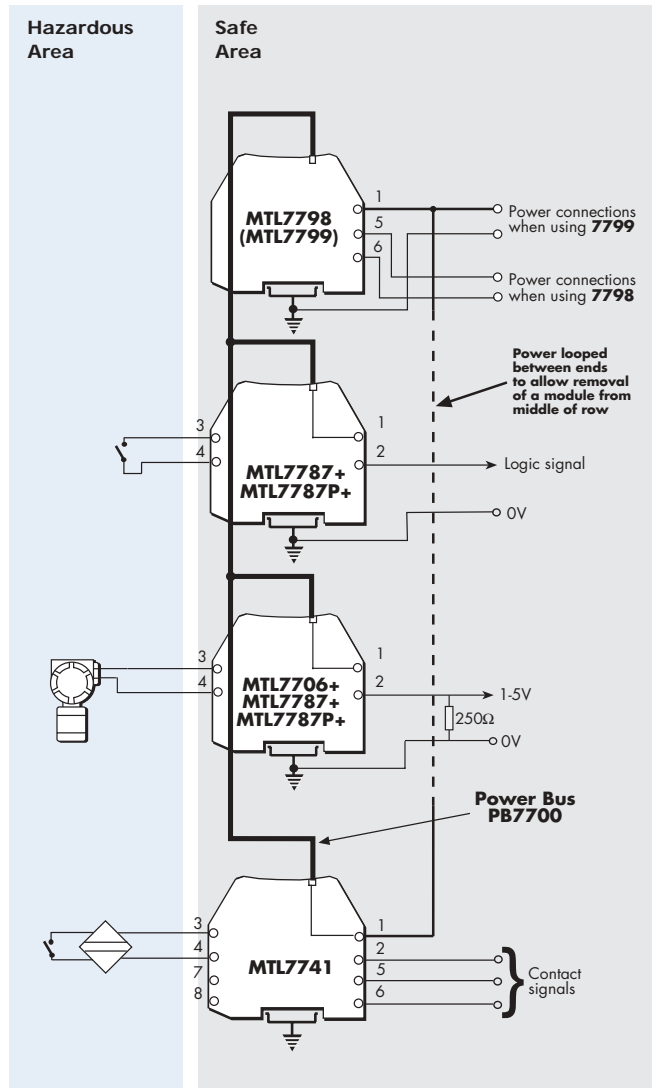 Hazardous
Area
Safe
Area
MTL7798
(MTL7799)
1
5
6
Power connections
when using 7799
Power connections
when using 7798
Power looped
between ends
to allow removal
of a module from
middle of row
3
4
MTL7787+
MTL7787P+
1
2
Logic signal
0V
3
4
MTL7706+
MTL7787+
MTL7787P+
1
2
1-5V
250Ω
0V
Power Bus
PB7700
3
4
7
8
MTL7741
1
2
5
6
Contact
signals